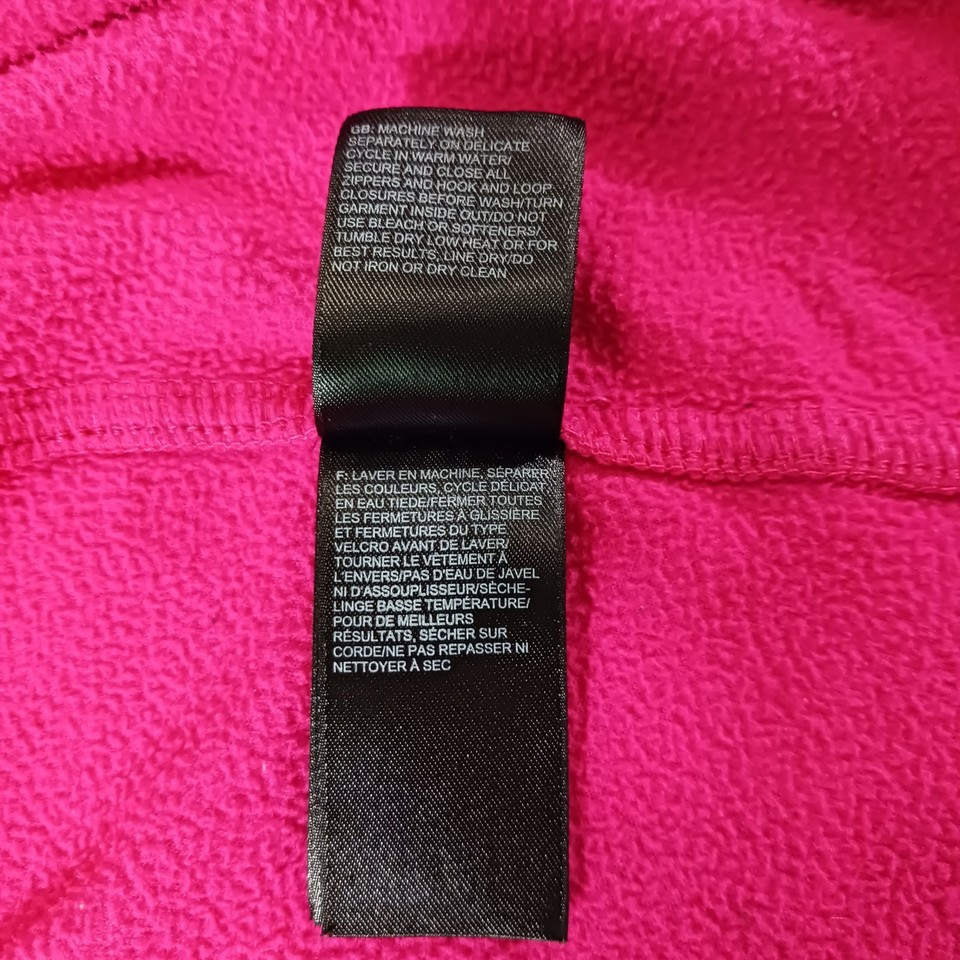 GB: MACHINE WASH
SEPARATELY ON DELICATE
CYCLE IN WARM WATER/
SECURE AND CLOSE ALL
ZIPPERS AND HOOK AND LOOP
CLOSURES BEFORE WASH/TURN
GARMENT INSIDE OUT/DO NOT
USE BLEACH OR SOFTENERS/
TUMBLE DRY LOW HEAT OR FOR
BEST RESULTS, LINE DRY/DO
NOT IRON OR DRY CLEAN
F: LAVER EN MACHINE, SÉPARER
LES COULEURS, CYCLE DÉLICAT
EN EAU TIEDE/FERMER TOUTES
LES FERMETURES À GLISSIÈRE
ET FERMETURES DU TYPE
VELCRO AVANT DE LAVER/
TOURNER LE VÊTEMENT À
L'ENVERS/PAS D'EAU DE JAVEL
NI D'ASSOUPLISSEUR/SÈCHE-
LINGE BASSE TEMPÉRATURE/
POUR DE MEILLEURS
RÉSULTATS, SÉCHER SUR
CORDE/NE PAS REPASSER NI
NETTOYER À SEC